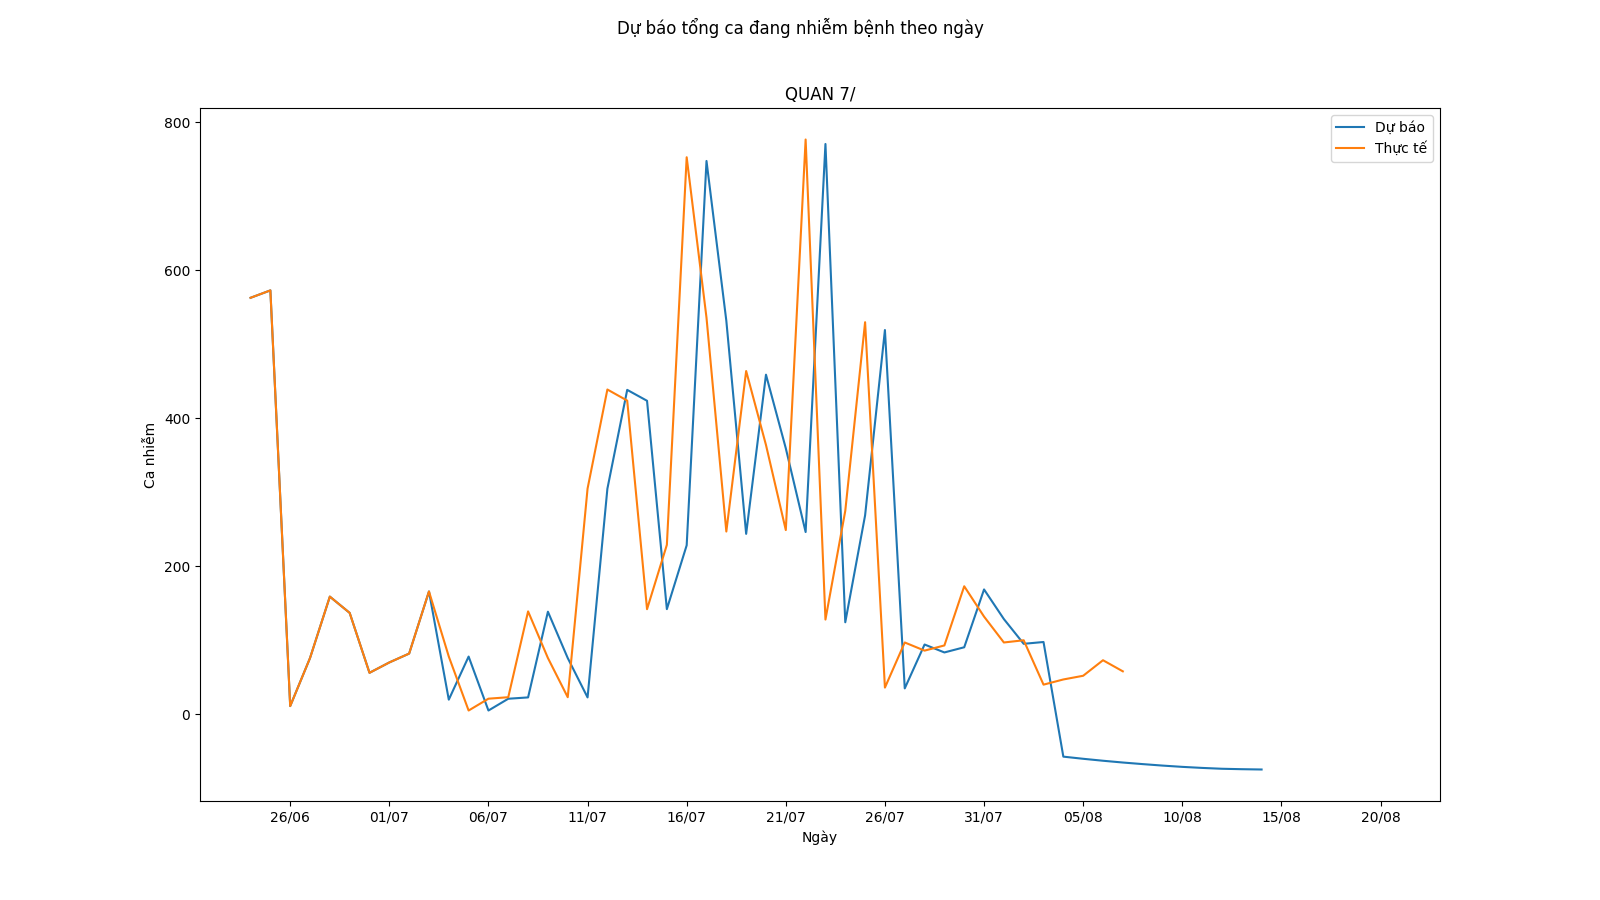 Dự báo tổng ca đang nhiễm bệnh theo ngày
QUAN 7/
Dự báo
Thực tế
800
600
400
200
0
Ca nhiễm
26/06 01/07 06/07 11/07 16/07 21/07 26/07 31/07 05/08 10/08 15/08 20/08
Ngày